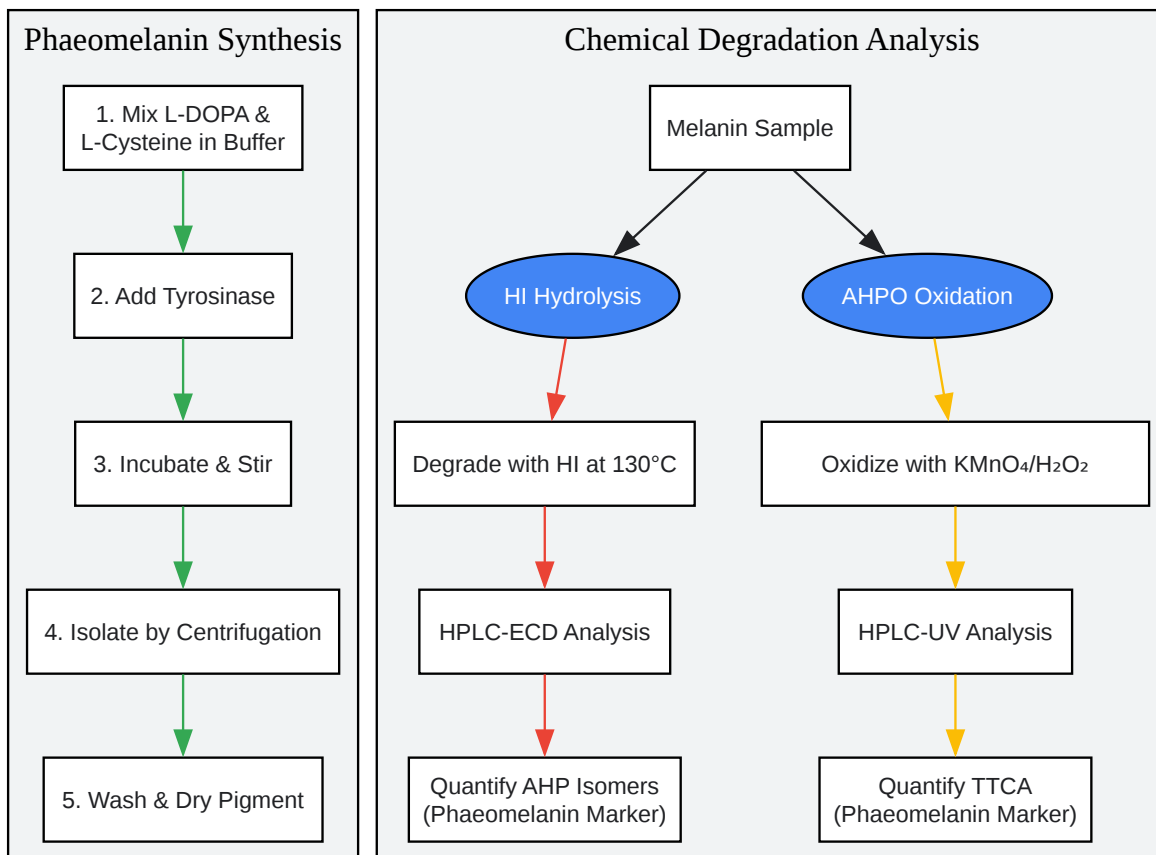 Phaeomelanin Synthesis
1. Mix L-DOPA &
L-Cysteine in Buffer
2. Add Tyrosinase
3. Incubate & Stir
4. Isolate by Centrifugation
5. Wash & Dry Pigment
Chemical Degradation Analysis
Melanin Sample
HI Hydrolysis
AHPO Oxidation
Degrade with HI at 130°C
Oxidize with KMnO₄/H₂O₂
HPLC-ECD Analysis
HPLC-UV Analysis
Quantify AHP Isomers
(Phaeomelanin Marker)
Quantify TTCA
(Phaeomelanin Marker)